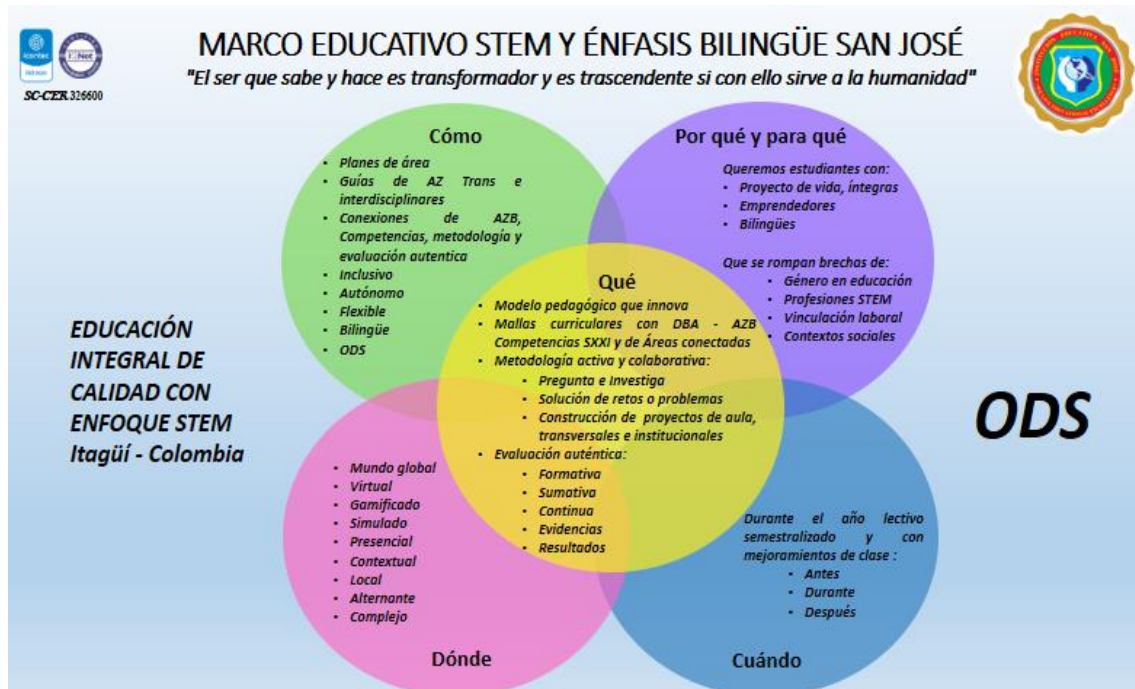 MARCO EDUCATIVO STEM Y ÉNFASIS BILINGÜE SAN JOSÉ
"El ser que sabe y hace es transformador y es trascendente si con ello sirve a la humanidad"
icontec
ISO 9001
IQNet
SC-CER 326600
Cómo
• Planes de área
• Guías de AZ Trans e
interdisciplinares
• Conexiones de AZB,
Competencias, metodología y
evaluación autentica
• Inclusivo
• Autónomo
• Flexible
• Bilingüe
• ODS
Por qué y para qué
Queremos estudiantes con:
• Proyecto de vida, íntegras
• Emprendedores
• Bilingües
Que se rompan brechas de:
• Género en educación
• Profesiones STEM
• Vinculación laboral
• Contextos sociales
Qué
• Modelo pedagógico que innova
• Mallas curriculares con DBA - AZB
Competencias SXXI y de Áreas conectadas
• Metodología activa y colaborativa:
• Pregunta e Investiga
• Solución de retos o problemas
• Construcción de proyectos de aula,
transversales e institucionales
• Evaluación auténtica:
• Formativa
• Sumativa
• Continua
• Evidencias
• Resultados
EDUCACIÓN
INTEGRAL DE
CALIDAD CON
ENFOQUE STEM
Itagüí - Colombia
ODS
• Mundo global
• Virtual
• Gamificado
• Simulado
• Presencial
• Contextual
• Local
• Alternante
• Complejo
Dónde
Durante el año lectivo
semestralizado y con
mejoramientos de clase :
• Antes
• Durante
• Después
Cuándo